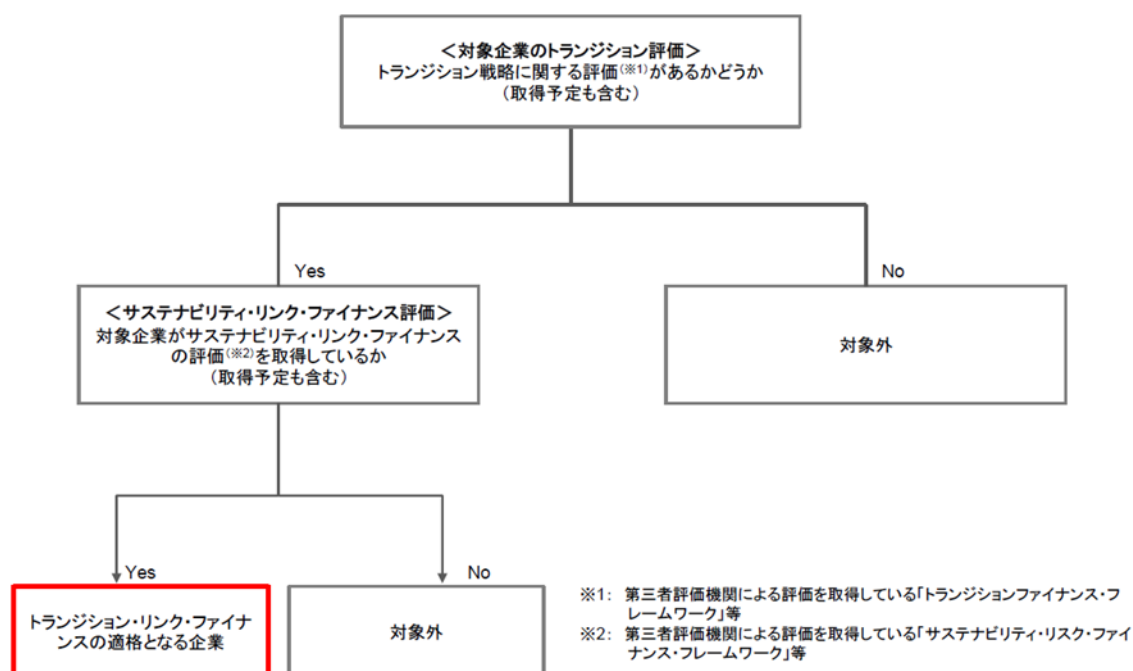 ＜対象企業のトランジション評価＞
トランジション戦略に関する評価(※1)があるかどうか
（取得予定も含む）
Yes
No
＜サステナビリティ・リンク・ファイナンス評価＞
対象企業がサステナビリティ・リンク・ファイナンス
の評価(※2)を取得しているか
（取得予定も含む）
対象外
Yes
No
トランジション・リンク・ファイナ
ンスの適格となる企業
対象外
※1： 第三者評価機関による評価を取得している「トランジションファイナンス・フ
レームワーク」等
※2： 第三者評価機関による評価を取得している「サステナビリティ・リスク・ファイ
ナンス・フレームワーク」等